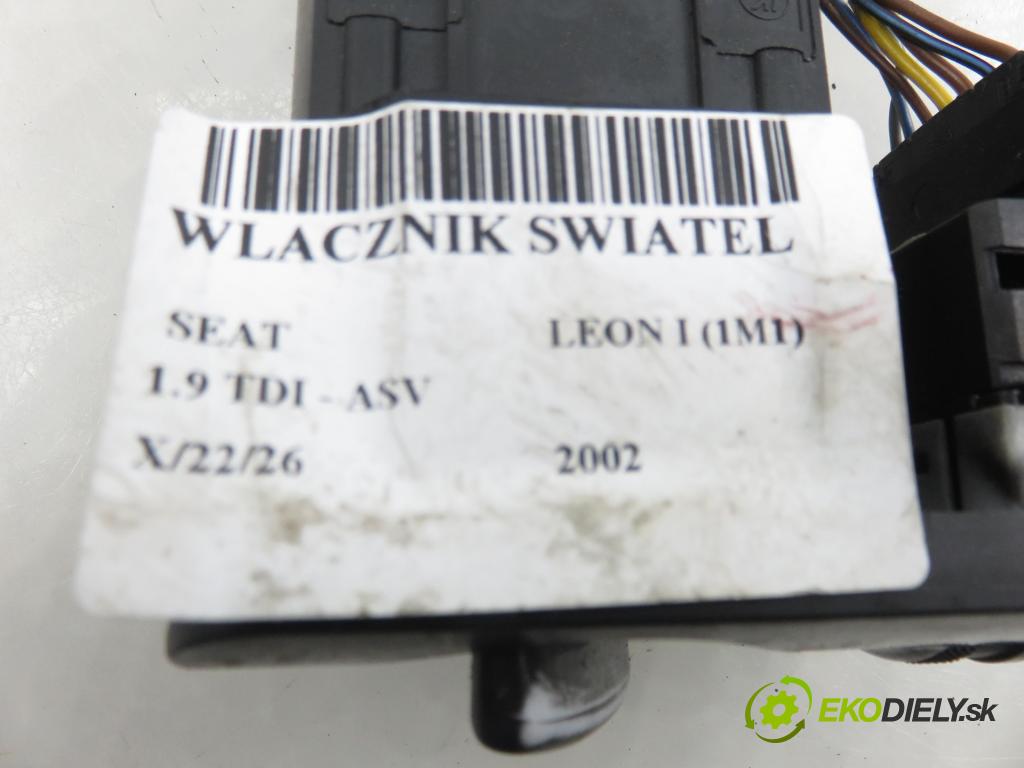 WLACZNIK SWIATEL
SEAT LEON I (1M1)
1.9 TDI - ASV
X/22/26 2002
EKODIELY.sk